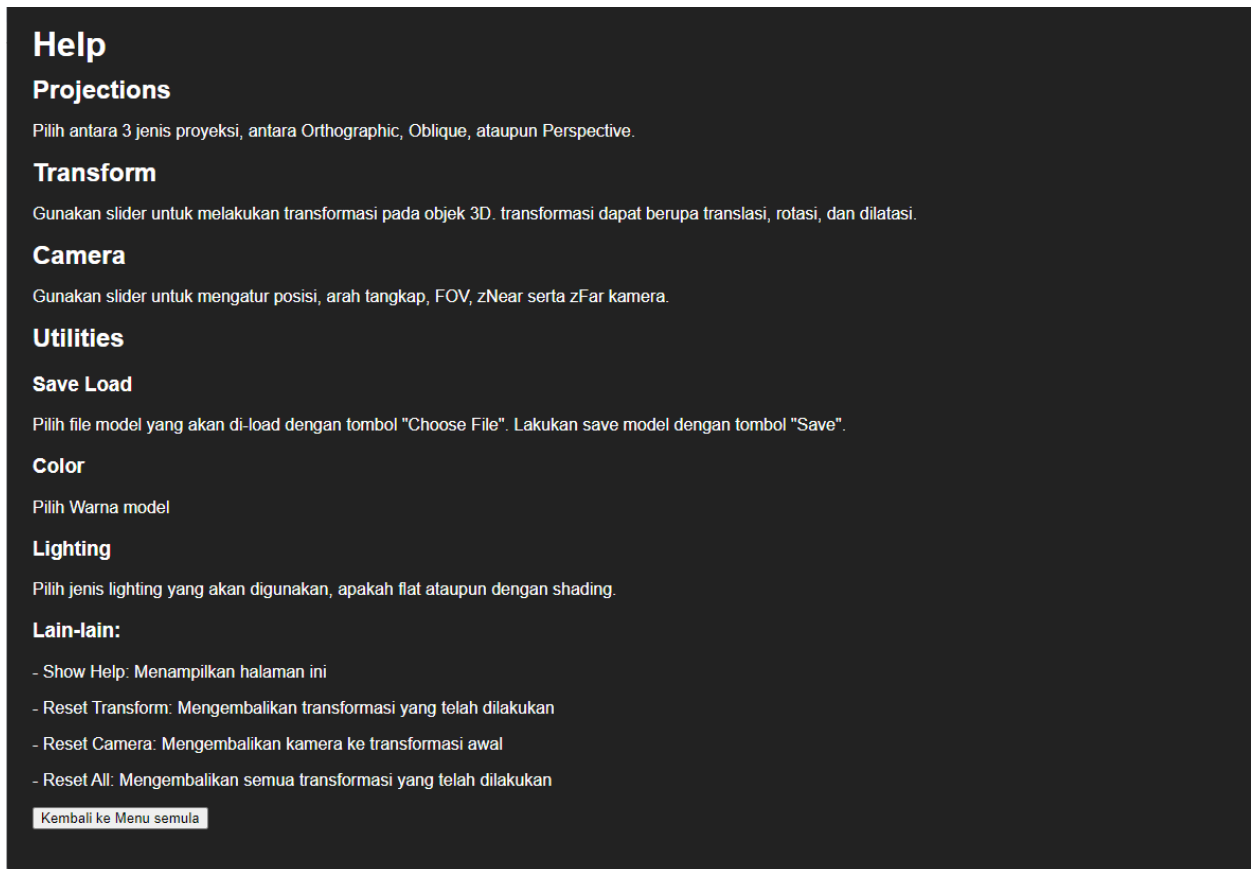 Help
Projections
Pilih antara 3 jenis proyeksi, antara Orthographic, Oblique, ataupun Perspective.
Transform
Gunakan slider untuk melakukan transformasi pada objek 3D. transformasi dapat berupa translasi, rotasi, dan dilatasi.
Camera
Gunakan slider untuk mengatur posisi, arah tangkap, FOV, zNear serta zFar kamera.
Utilities
Save Load
Pilih file model yang akan di-load dengan tombol "Choose File". Lakukan save model dengan tombol "Save".
Color
Pilih Warna model
Lighting
Pilih jenis lighting yang akan digunakan, apakah flat ataupun dengan shading.
Lain-lain:
- Show Help: Menampilkan halaman ini
- Reset Transform: Mengembalikan transformasi yang telah dilakukan
- Reset Camera: Mengembalikan kamera ke transformasi awal
- Reset All: Mengembalikan semua transformasi yang telah dilakukan
Kembali ke Menu semula